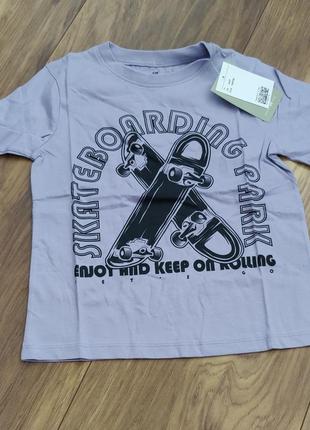 SKATEBOARDING PARK
ENJOY AND KEEP ON ROLLING